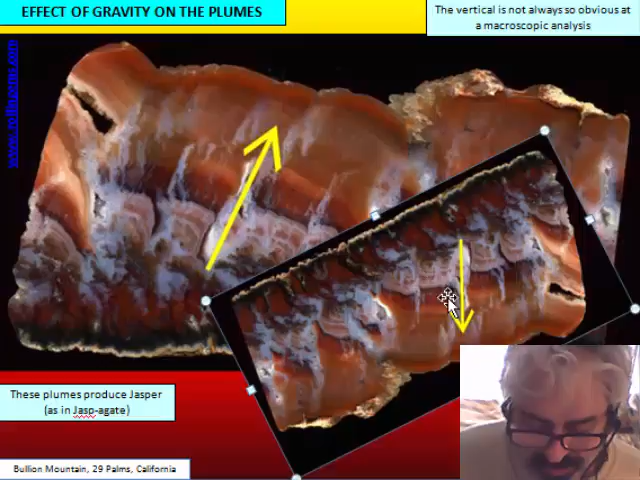 EFFECT OF GRAVITY ON THE PLUMES
The vertical is not always so obvious at
a macroscopic analysis
These plumes produce Jasper
(as in Jasp-agate)
Bullion Mountain, 29 Palms, California